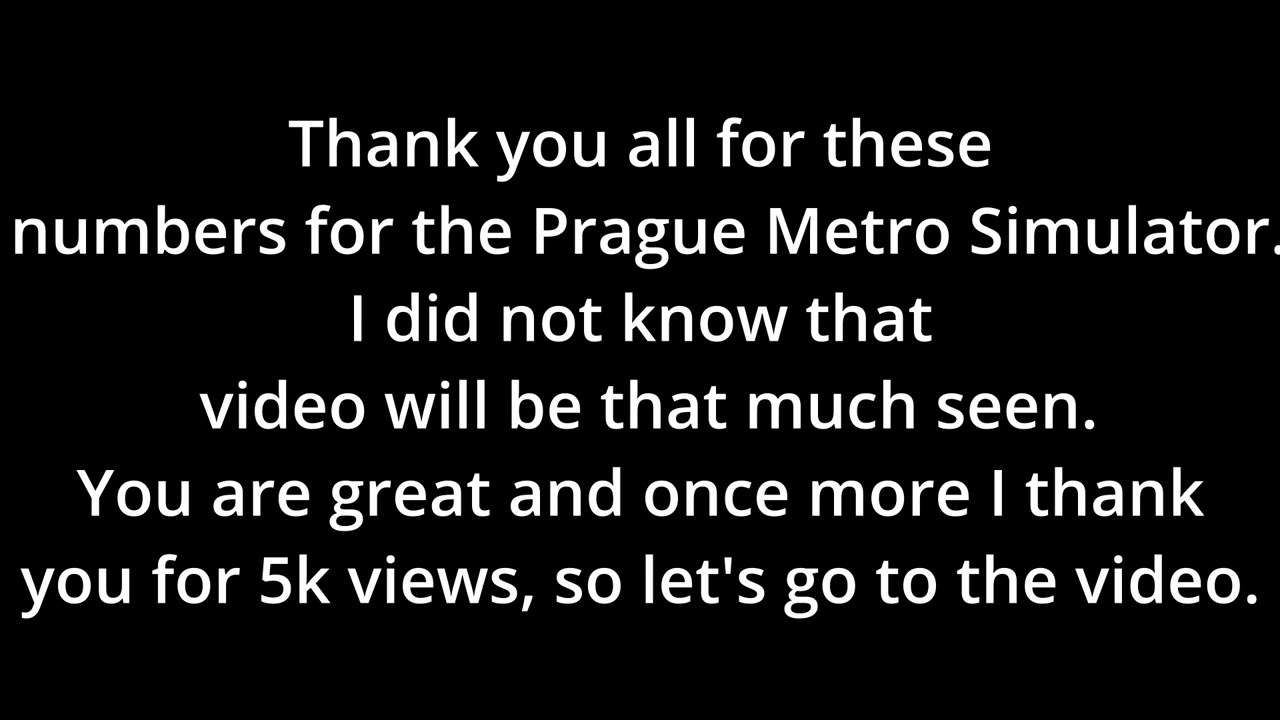 Thank you all for these
numbers for the Prague Metro Simulator.
I did not know that
video will be that much seen.
You are great and once more I thank
you for 5k views, so let's go to the video.